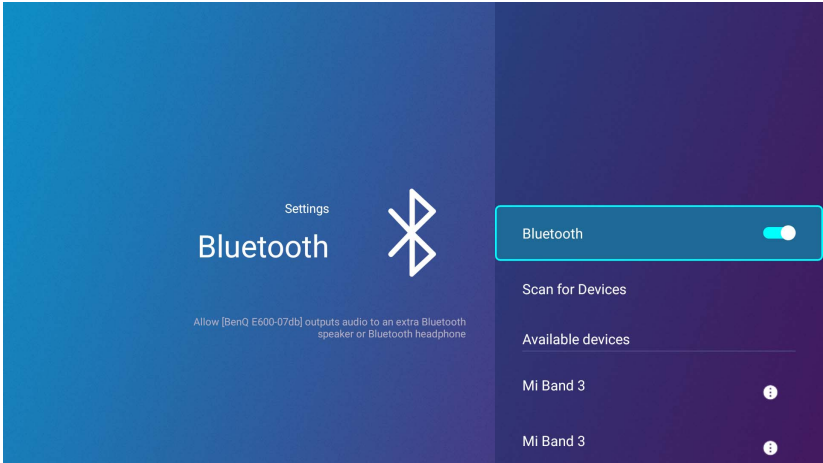 Settings
Bluetooth
Allow [BenQ E600-07db] outputs audio to an extra Bluetooth
speaker or Bluetooth headphone
Bluetooth
Scan for Devices
Available devices
Mi Band 3
Mi Band 3